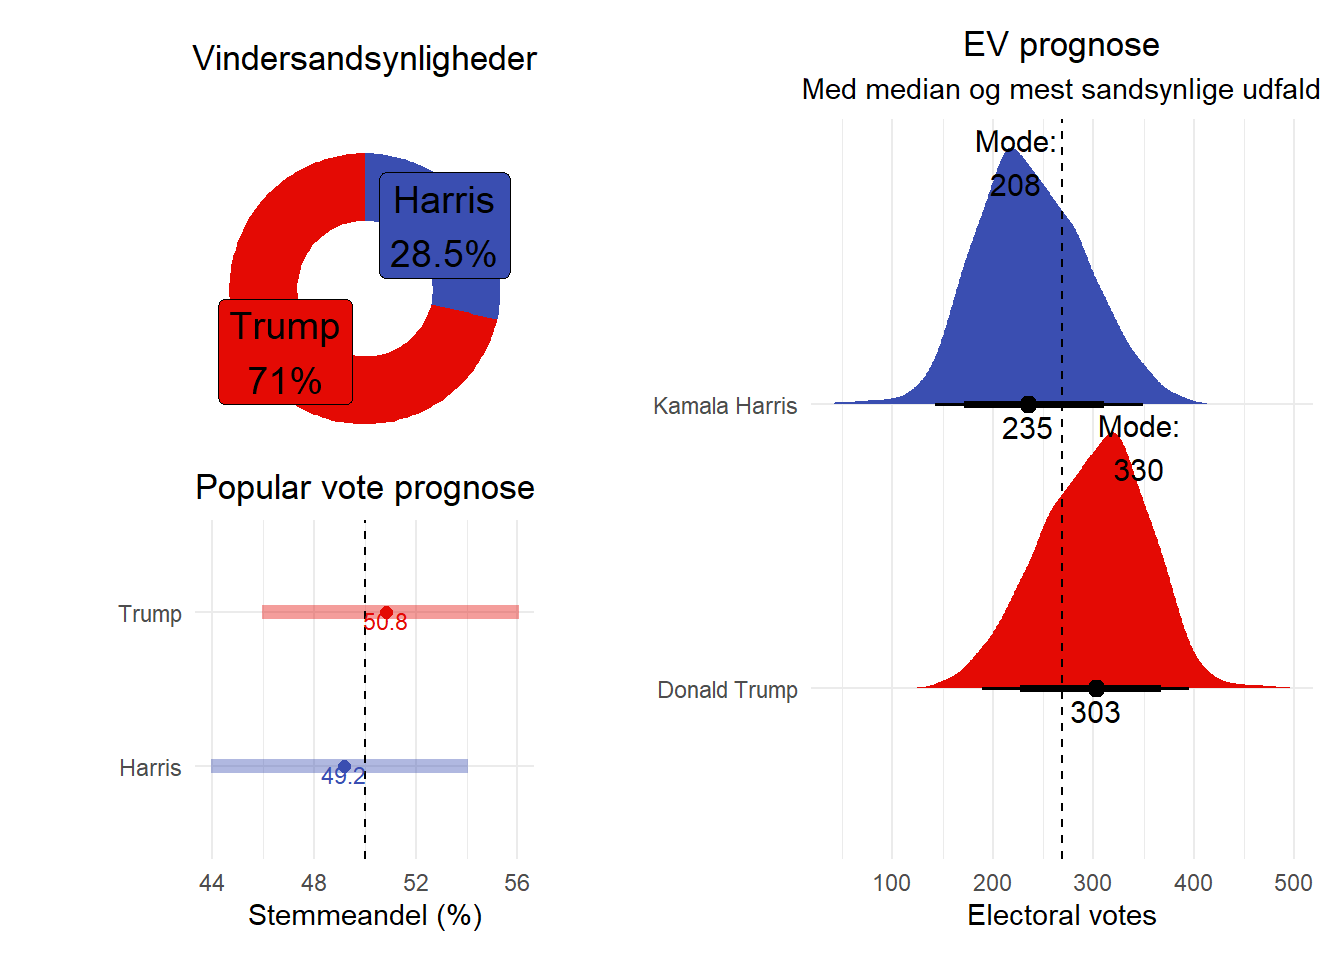 Vindersandsynligheder
Harris
28.5%
Trump
71%
Popular vote prognose
Trump
50.8
Harris
49.2
44 48 52 56
Stemmeandel (%)
EV prognose
Med median og mest sandsynlige udfald
Mode:
208
Kamala Harris
235
Mode:
330
Donald Trump
303
100 200 300 400 500
Electoral votes